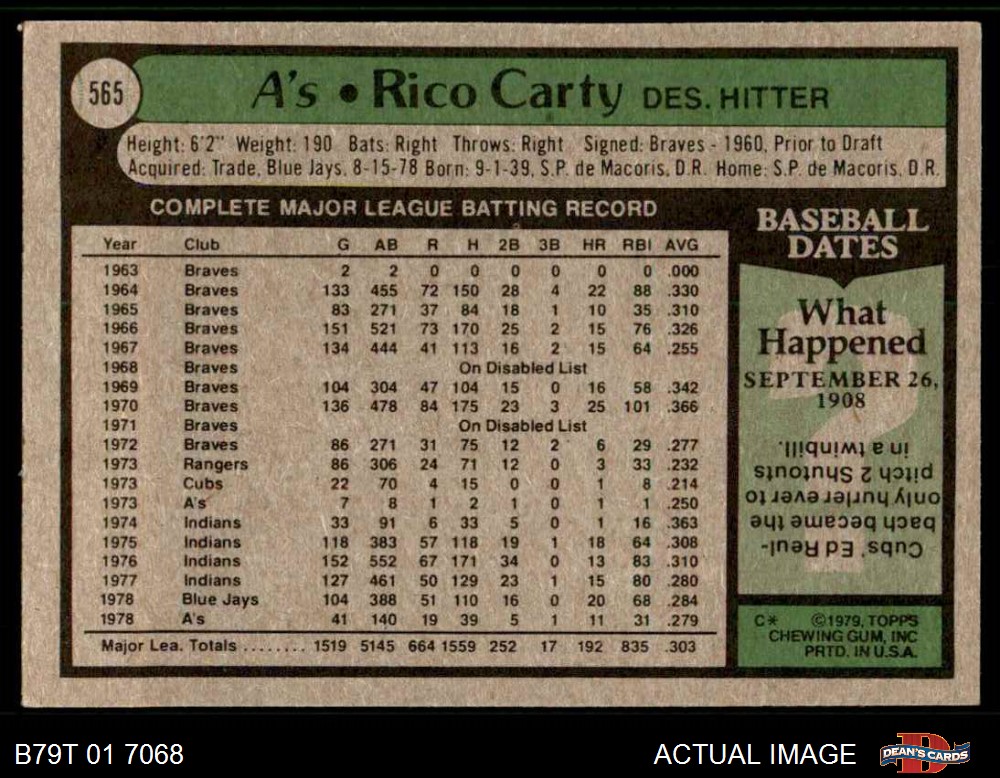 565
A's • Rico Carty DES. HITTER
Height: 6'2" Weight: 190 Bats: Right Throws: Right Signed: Braves - 1960, Prior to Draft
Acquired: Trade, Blue Jays, 8-15-78 Born: 9-1-39, S.P. de Macoris, D.R. Home: S.P. de Macoris, D.R.
COMPLETE MAJOR LEAGUE BATTING RECORD
Year Club G AB R H 2B 3B HR RBI AVG
1963 Braves 2 2 0 0 0 0 0 0 .000
1964 Braves 133 455 72 150 28 4 22 88 .330
1965 Braves 83 271 37 84 18 1 10 35 .310
1966 Braves 151 521 73 170 25 2 15 76 .326
1967 Braves 134 444 41 113 16 2 15 64 .255
1968 Braves On Disabled List
1969 Braves 104 304 47 104 15 0 16 58 .342
1970 Braves 136 478 84 175 23 3 25 101 .366
1971 Braves On Disabled List
1972 Braves 86 271 31 75 12 2 6 29 .277
1973 Rangers 86 306 24 71 12 0 3 33 .232
1973 Cubs 22 70 4 15 0 0 1 8 .214
1973 A's 7 8 1 2 1 0 1 1 .250
1974 Indians 33 91 6 33 5 0 1 16 .363
1975 Indians 118 383 57 118 19 1 18 64 .308
1976 Indians 152 552 67 171 34 0 13 83 .310
1977 Indians 127 461 50 129 23 1 15 80 .280
1978 Blue Jays 104 388 51 110 16 0 20 68 .284
1978 A's 41 140 19 39 5 1 11 31 .279
Major Lea. Totals ........ 1519 5145 664 1559 252 17 192 835 .303
BASEBALL
DATES
What
Happened
SEPTEMBER 26,
1908
Cubs' Ed Reul-
bach became the
only hurler ever to
pitch 2 Shutouts
in a twinbill.
C* ©1979, TOPPS
CHEWING GUM, INC
PRTD. IN U.S.A.
B79T 01 7068
ACTUAL IMAGE
DEAN'S CARDS